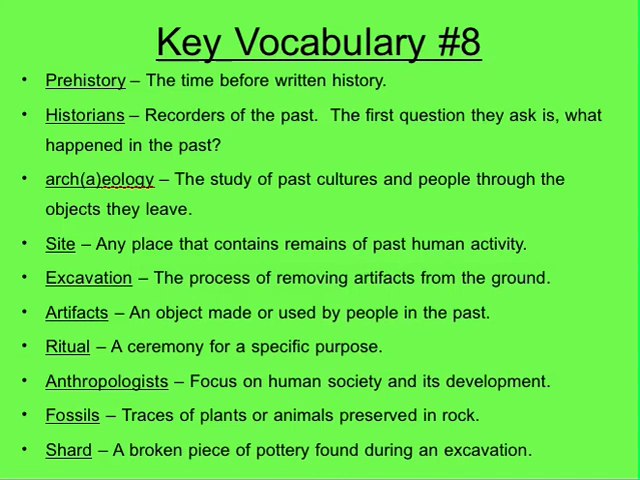 Key Vocabulary #8
• Prehistory – The time before written history.
• Historians – Recorders of the past.  The first question they ask is, what
happened in the past?
• arch(a)eology – The study of past cultures and people through the
objects they leave.
• Site – Any place that contains remains of past human activity.
• Excavation – The process of removing artifacts from the ground.
• Artifacts – An object made or used by people in the past.
• Ritual – A ceremony for a specific purpose.
• Anthropologists – Focus on human society and its development.
• Fossils – Traces of plants or animals preserved in rock.
• Shard – A broken piece of pottery found during an excavation.